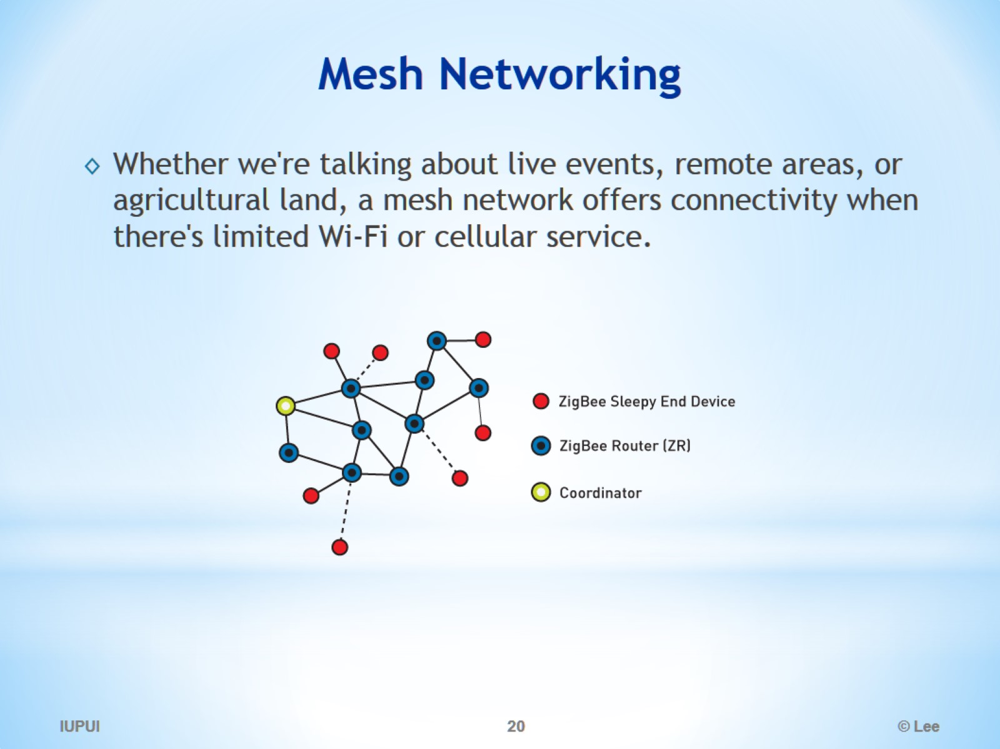 Mesh Networking
◇ Whether we're talking about live events, remote areas, or
agricultural land, a mesh network offers connectivity when
there's limited Wi-Fi or cellular service.
ZigBee Sleepy End Device
ZigBee Router (ZR)
Coordinator
IUPUI
20
© Lee